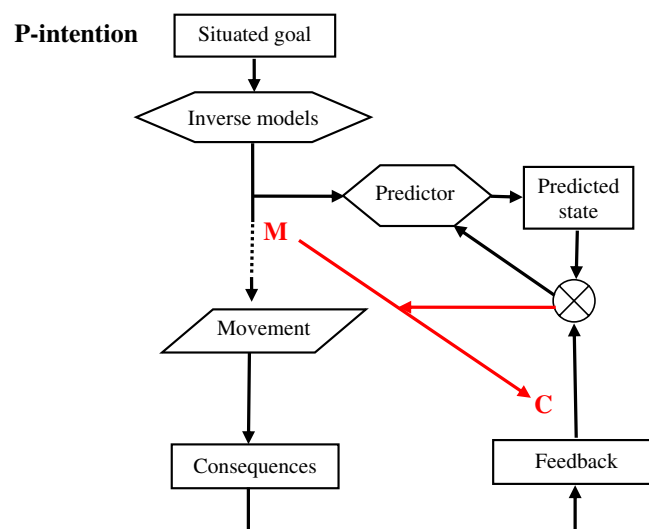 P-intention
Situated goal
Inverse models
Predictor
Predicted
state
M
Movement
C
Consequences
Feedback